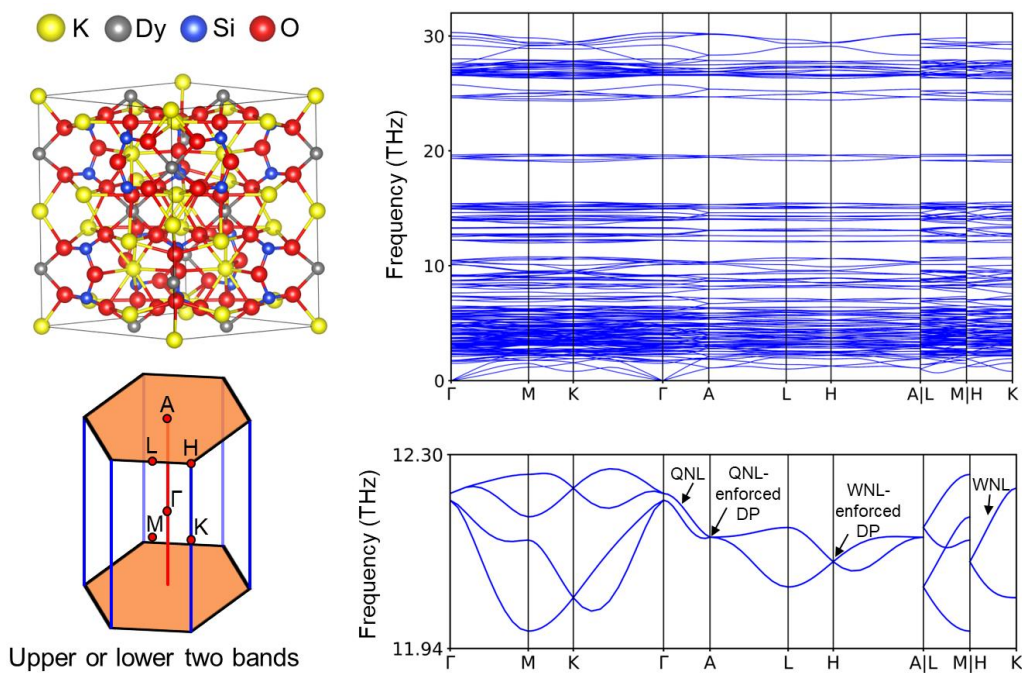 K Dy Si O
A
L H
Γ
M K
Upper or lower two bands
Frequency (THz)
30
20
10
0
Γ M K Γ A L H A|L M|H K
Frequency (THz)
12.30
11.94
QNL
QNL-
enforced
DP
WNL-
enforced
DP
WNL
Γ M K Γ A L H A|L M|H K